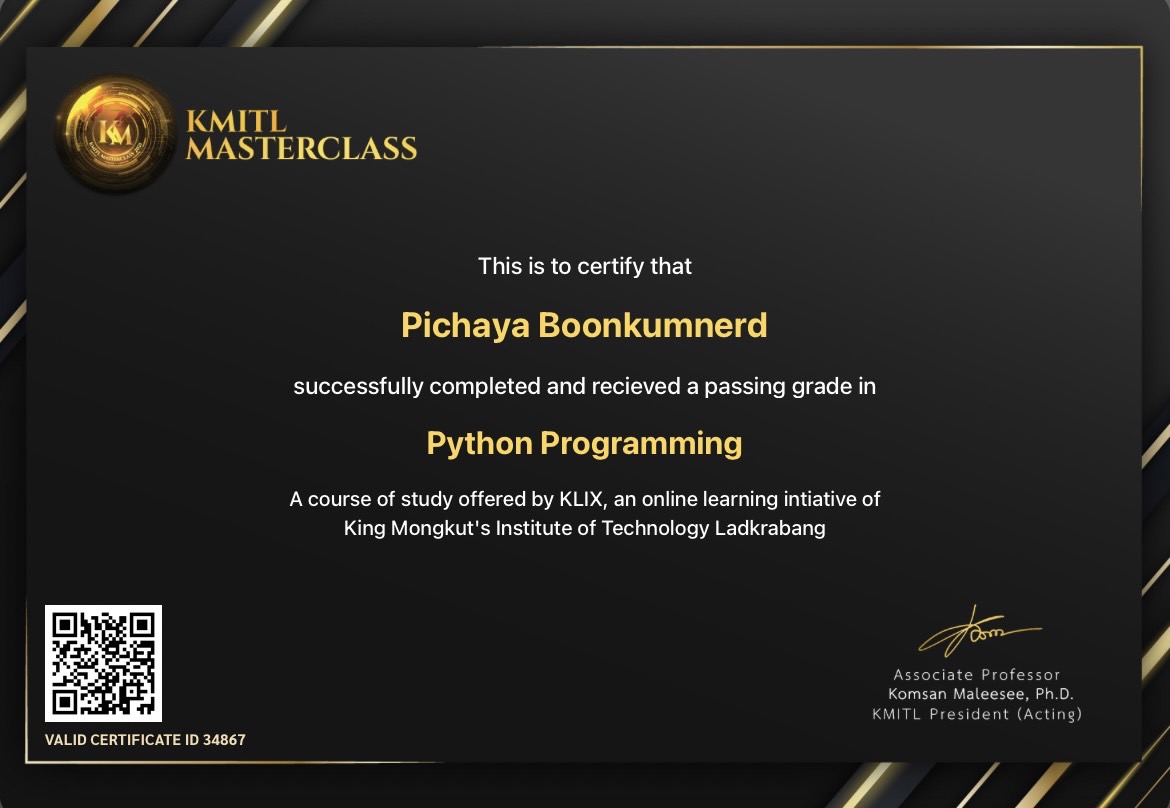 KM
KMITL
MASTERCLASS
This is to certify that
Pichaya Boonkumnerd
successfully completed and recieved a passing grade in
Python Programming
A course of study offered by KLIX, an online learning intiative of
King Mongkut's Institute of Technology Ladkrabang
Associate Professor
Komsan Maleesee, Ph.D.
KMITL President (Acting)
VALID CERTIFICATE ID 34867